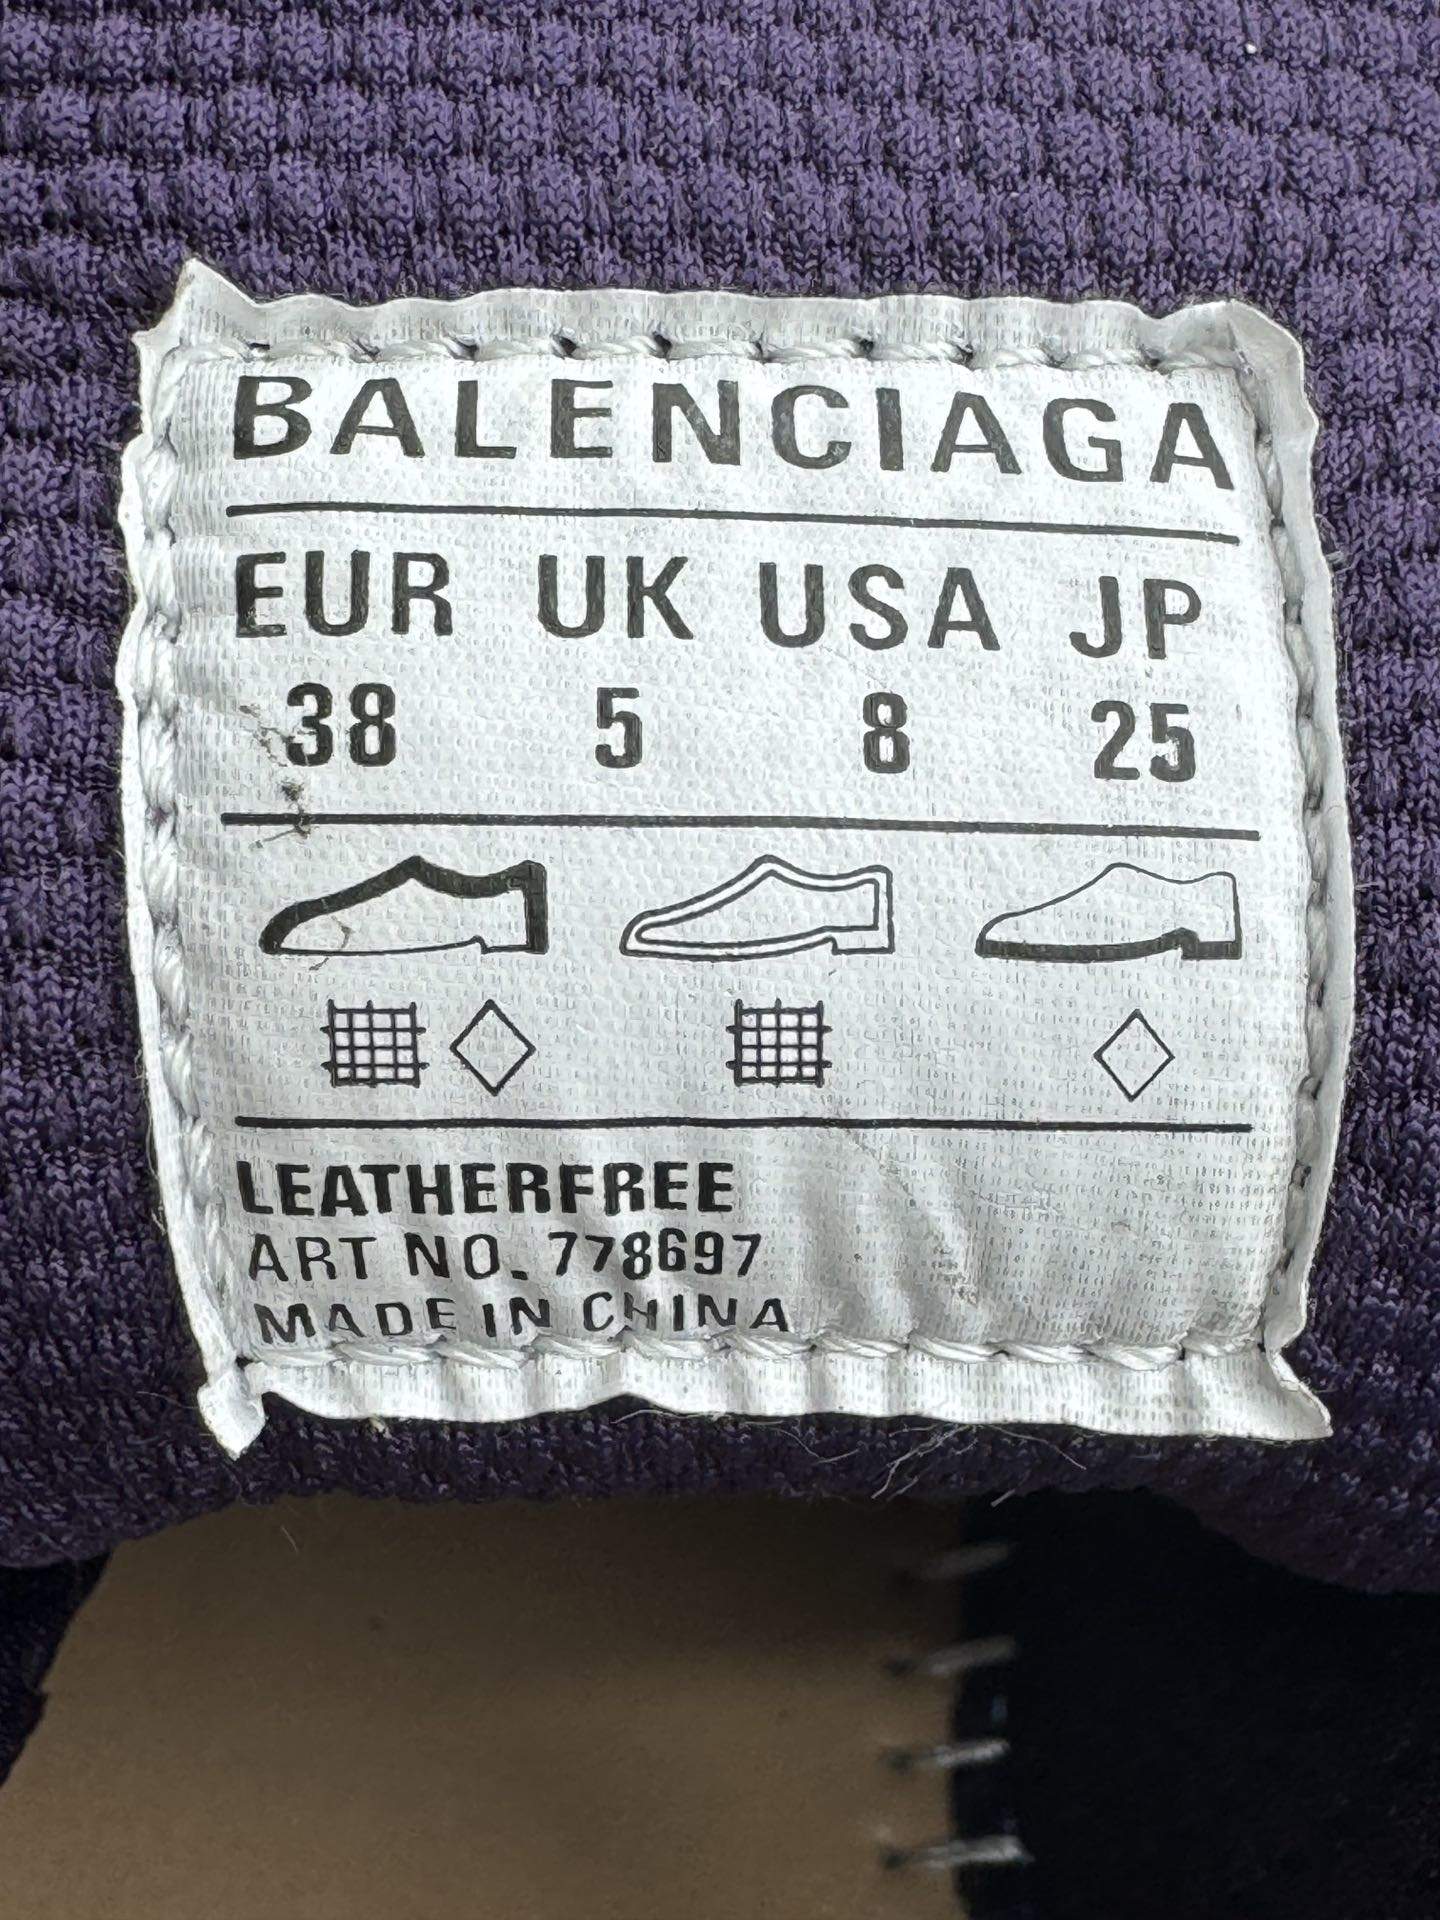 BALENCIAGA
EUR UK USA JP
38 5 8 25
LEATHERFREE
ART NO. 778697
MADE IN CHINA